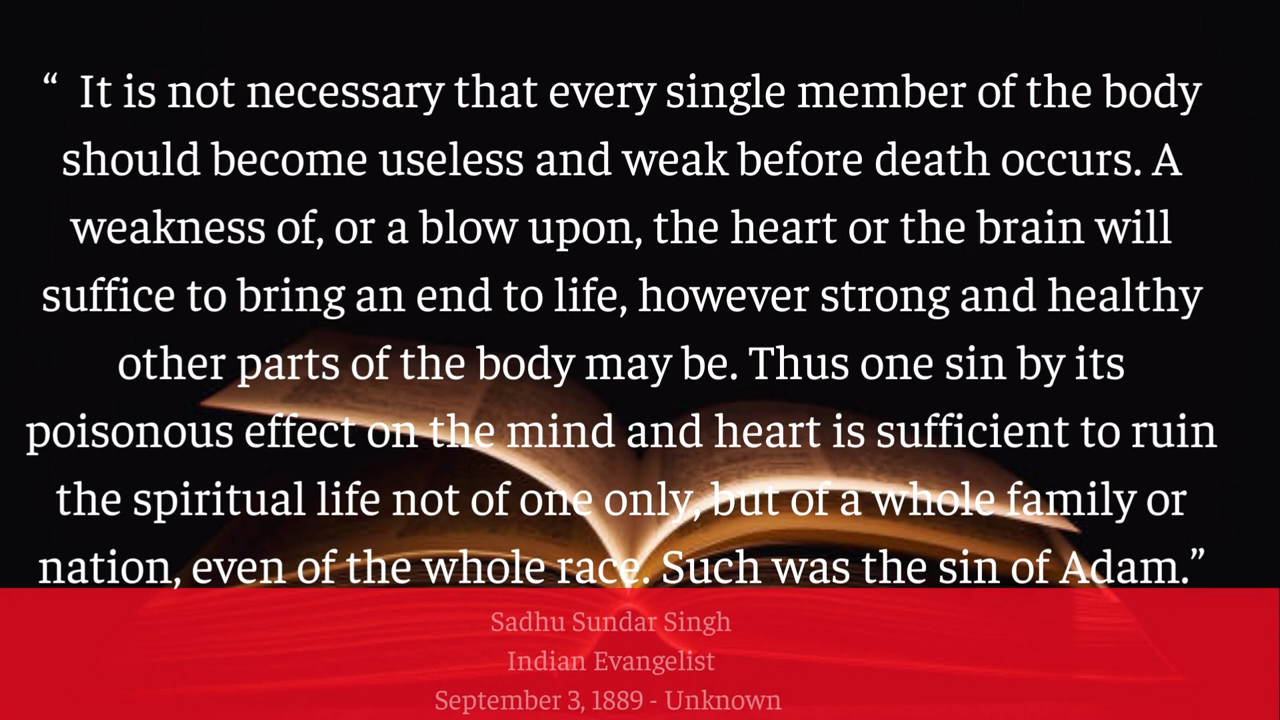 “ It is not necessary that every single member of the body
should become useless and weak before death occurs. A
weakness of, or a blow upon, the heart or the brain will
suffice to bring an end to life, however strong and healthy
other parts of the body may be. Thus one sin by its
poisonous effect on the mind and heart is sufficient to ruin
the spiritual life not of one only, but of a whole family or
nation, even of the whole race. Such was the sin of Adam.”
Sadhu Sundar Singh
Indian Evangelist
September 3, 1889 - Unknown